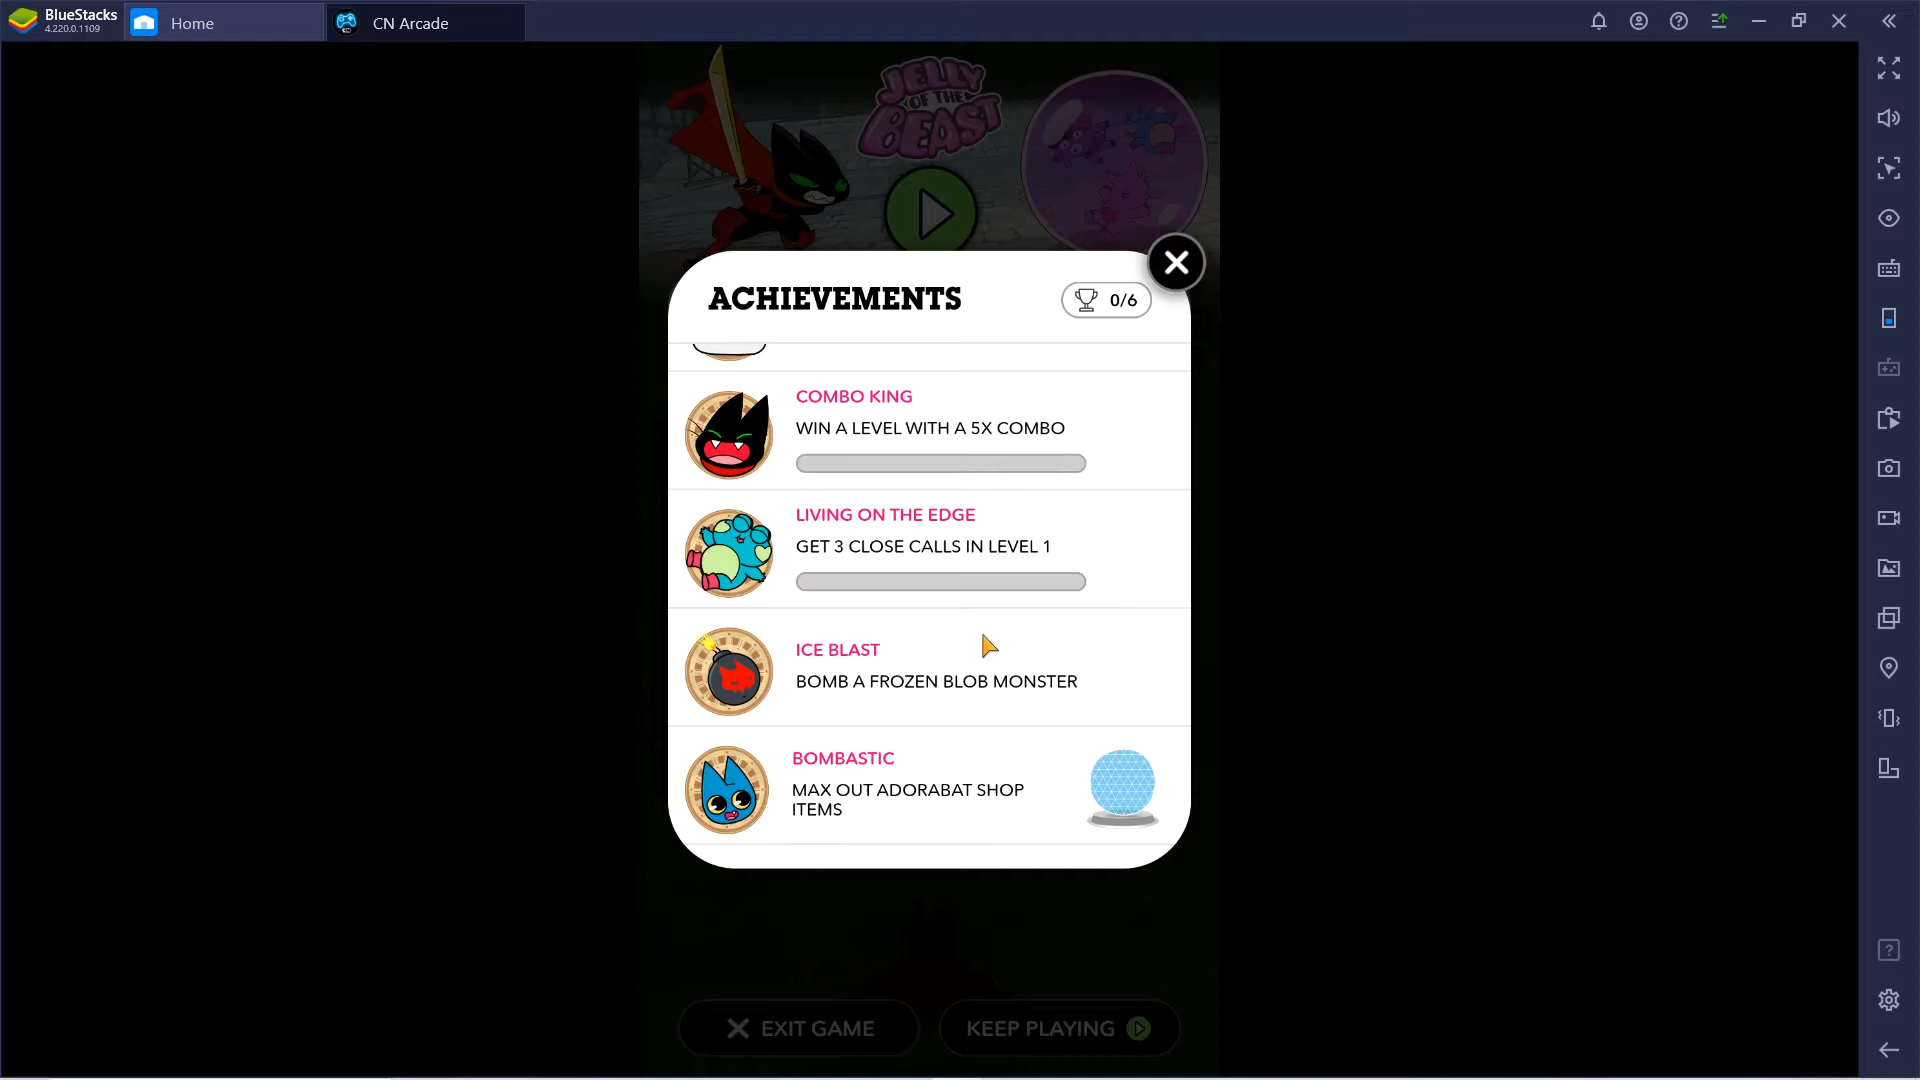 BlueStacks
4.220.0.1109
Home
CN Arcade
JELLY
OF THE
BEAST
ACHIEVEMENTS
0/6
COMBO KING
WIN A LEVEL WITH A 5X COMBO
LIVING ON THE EDGE
GET 3 CLOSE CALLS IN LEVEL 1
ICE BLAST
BOMB A FROZEN BLOB MONSTER
BOMBASTIC
MAX OUT ADORABAT SHOP
ITEMS
EXIT GAME
KEEP PLAYING